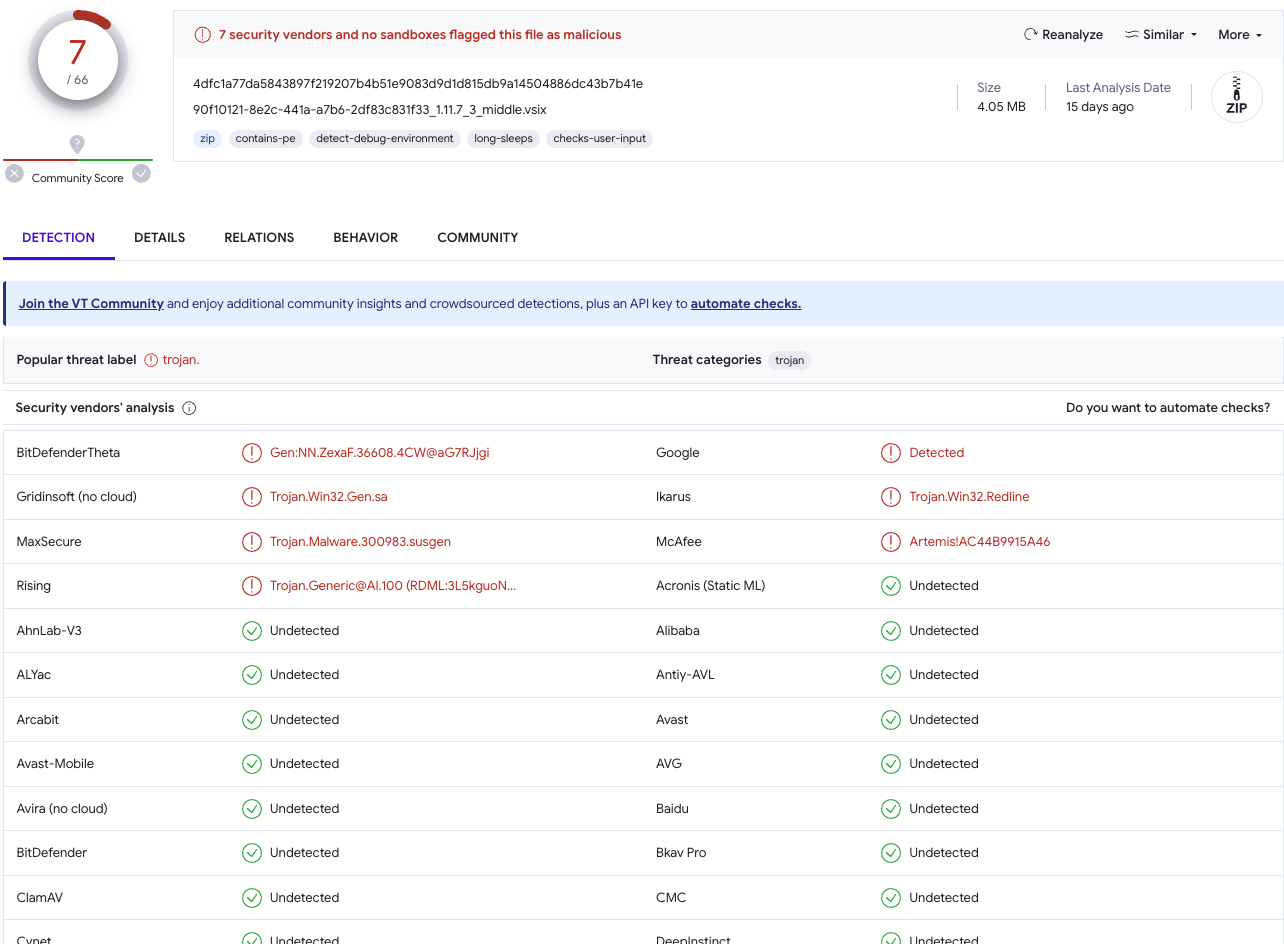 7
/ 66
?
Community Score
7 security vendors and no sandboxes flagged this file as malicious
Reanalyze
Similar
More
4dfc1a77da5843897f219207b4b51e9083d9d1d815db9a14504886dc43b7b41e
90f10121-8e2c-441a-a7b6-2df83c831f33_1.11.7_3_middle.vsix
zip contains-pe detect-debug-environment long-sleeps checks-user-input
Size
4.05 MB
Last Analysis Date
15 days ago
ZIP
DETECTION DETAILS RELATIONS BEHAVIOR COMMUNITY
Join the VT Community and enjoy additional community insights and crowdsourced detections, plus an API key to automate checks.
Popular threat label trojan. Threat categories trojan
Security vendors' analysis Do you want to automate checks?
BitDefenderTheta Gen:NN.ZexaF.36608.4CW@aG7RJjgi Google Detected
Gridinsoft (no cloud) Trojan.Win32.Gen.sa Ikarus Trojan.Win32.Redline
MaxSecure Trojan.Malware.300983.susgen McAfee Artemis!AC44B9915A46
Rising Trojan.Generic@AI.100 (RDML:3L5kguoN... Acronis (Static ML) Undetected
AhnLab-V3 Undetected Alibaba Undetected
ALYac Undetected Antiy-AVL Undetected
Arcabit Undetected Avast Undetected
Avast-Mobile Undetected AVG Undetected
Avira (no cloud) Undetected Baidu Undetected
BitDefender Undetected Bkav Pro Undetected
ClamAV Undetected CMC Undetected
Cynet Undetected DeepInstinct Undetected